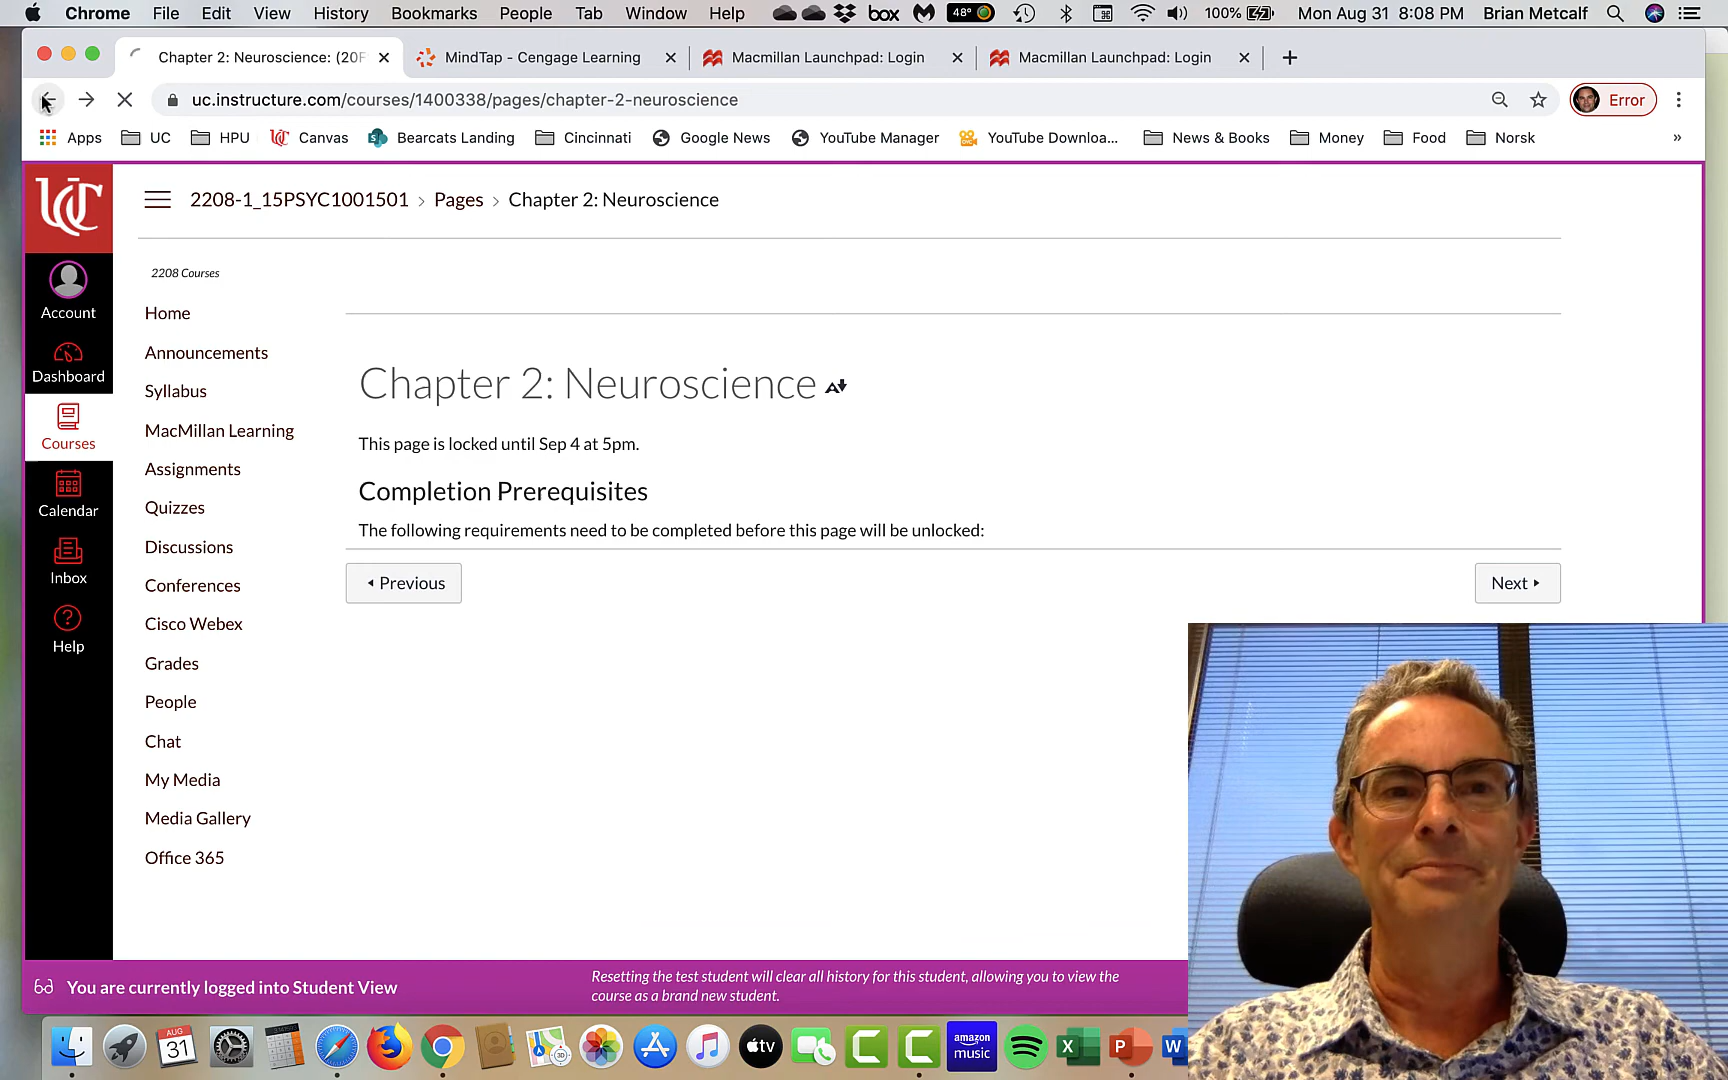 Chrome File Edit View History Bookmarks People Tab Window Help box 48° 100% Mon Aug 31 8:08 PM Brian Metcalf
Chapter 2: Neuroscience: (20F MindTap - Cengage Learning Macmillan Launchpad: Login Macmillan Launchpad: Login
uc.instructure.com/courses/1400338/pages/chapter-2-neuroscience Error
Apps UC HPU Canvas Bearcats Landing Cincinnati Google News YouTube Manager YouTube Downloa... News & Books Money Food Norsk »
UC
2208-1_15PSYC1001501 › Pages › Chapter 2: Neuroscience
2208 Courses
Account
Dashboard
Courses
Calendar
Inbox
Help
Home
Announcements
Syllabus
MacMillan Learning
Assignments
Quizzes
Discussions
Conferences
Cisco Webex
Grades
People
Chat
My Media
Media Gallery
Office 365
Chapter 2: Neuroscience
This page is locked until Sep 4 at 5pm.
Completion Prerequisites
The following requirements need to be completed before this page will be unlocked:
Previous Next
You are currently logged into Student View
Resetting the test student will clear all history for this student, allowing you to view the
course as a brand new student.
AUG
31
3D
tv
amazon
music
X P W